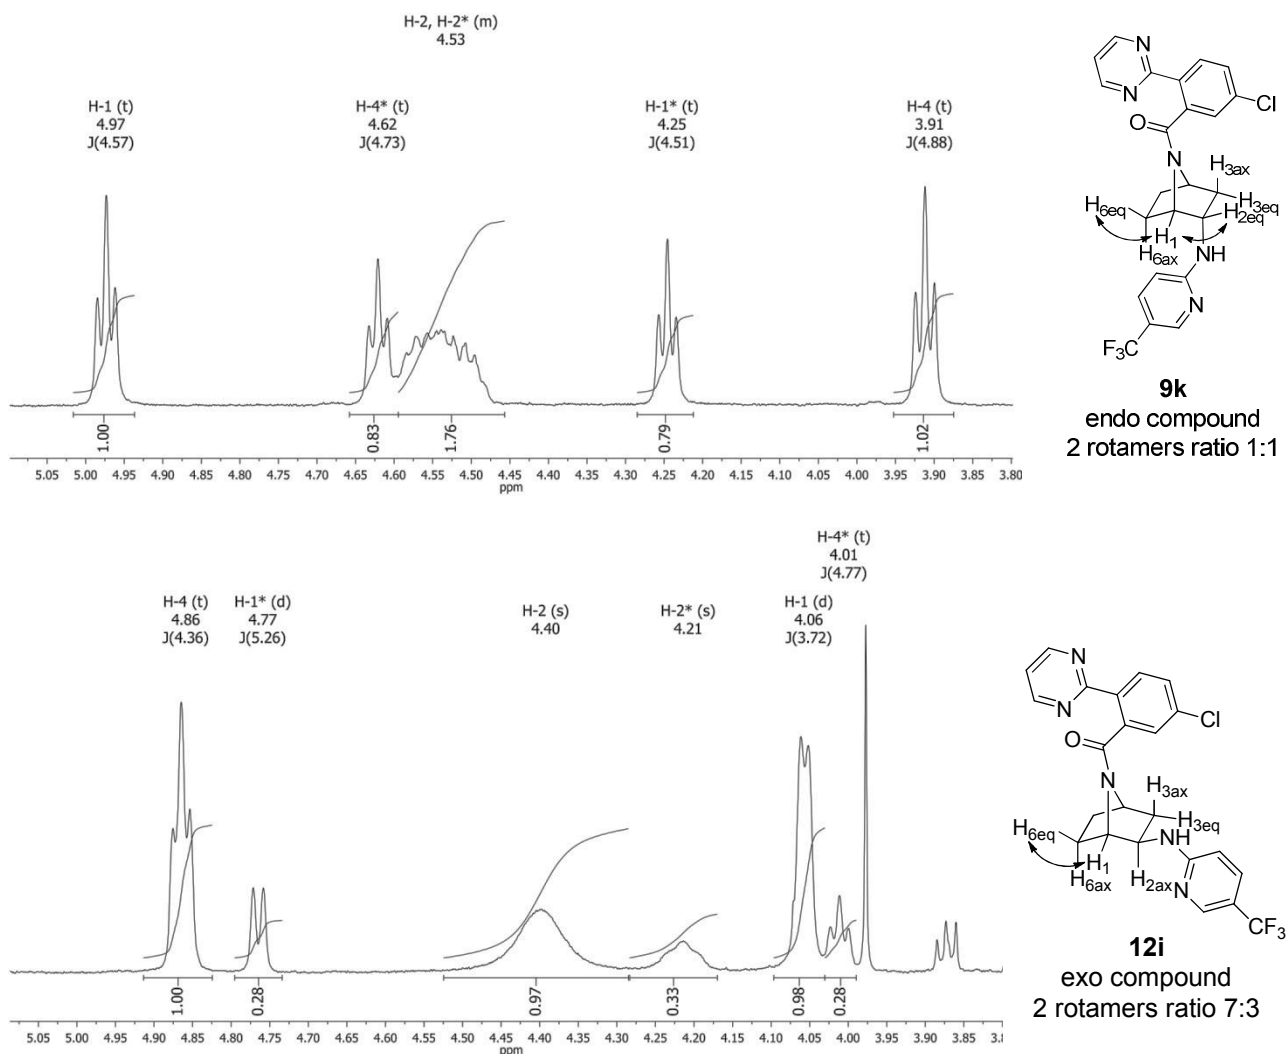 H-2, H-2* (m)
4.53
H-1 (t)
4.97
J(4.57)
H-4* (t)
4.62
J(4.73)
H-1* (t)
4.25
J(4.51)
H-4 (t)
3.91
J(4.88)
1.00
0.83
1.76
0.79
1.02
5.05 5.00 4.95 4.90 4.85 4.80 4.75 4.70 4.65 4.60 4.55 4.50 4.45 4.40 4.35 4.30 4.25 4.20 4.15 4.10 4.05 4.00 3.95 3.90 3.85 3.80
ppm
N
N
Cl
O
N
H3ax
H3eq
H6eq
H2eq
H1
H6ax
NH
N
F3C
9k
endo compound
2 rotamers ratio 1:1
H-4* (t)
4.01
J(4.77)
H-4 (t)
4.86
J(4.36)
H-1* (d)
4.77
J(5.26)
H-2 (s)
4.40
H-2* (s)
4.21
H-1 (d)
4.06
J(3.72)
1.00
0.28
0.97
0.33
0.98
0.28
5.05 5.00 4.95 4.90 4.85 4.80 4.75 4.70 4.65 4.60 4.55 4.50 4.45 4.40 4.35 4.30 4.25 4.20 4.15 4.10 4.05 4.00 3.95 3.90 3.85 3.8
ppm
N
N
Cl
O
N
H3ax
H3eq
H6eq
NH
H1
H6ax
H2ax
N
CF3
12i
exo compound
2 rotamers ratio 7:3